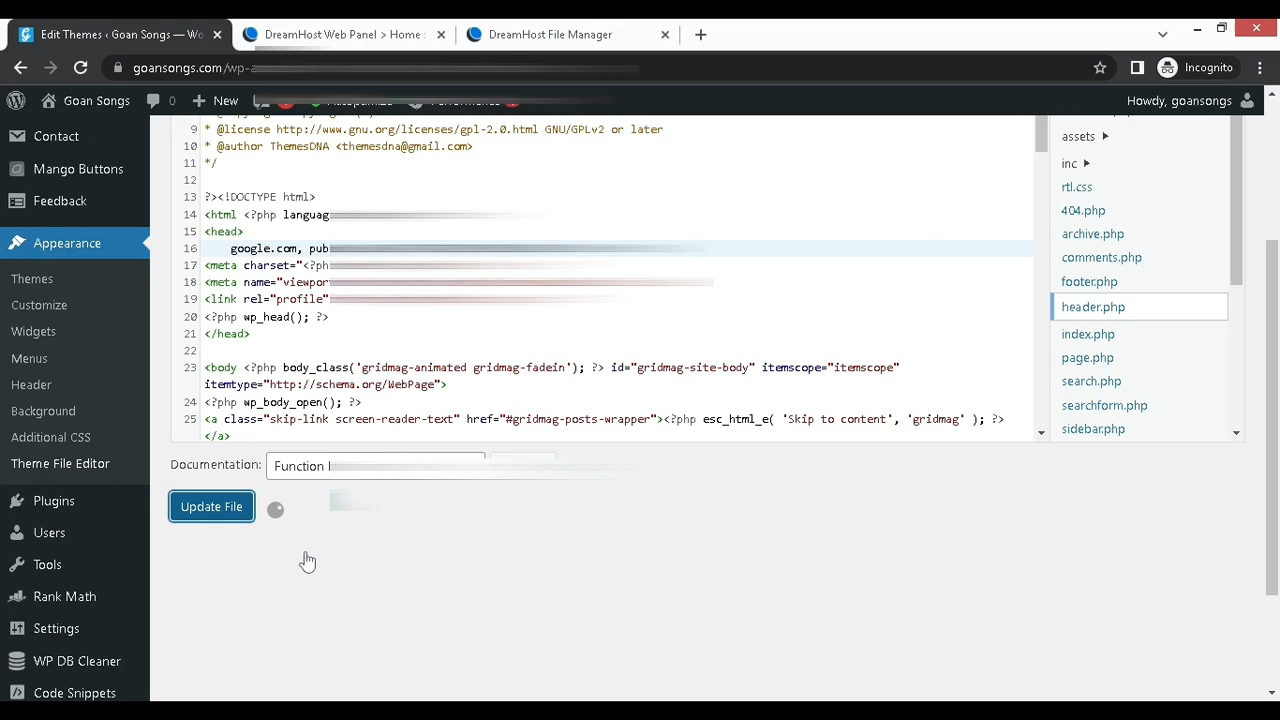 Edit Themes ‹ Goan Songs — Wo
DreamHost Web Panel > Home
DreamHost File Manager
goansongs.com/wp-a
Incognito
Goan Songs
0
New
Howdy, goansongs
Contact
Mango Buttons
Feedback
Appearance
Themes
Customize
Widgets
Menus
Header
Background
Additional CSS
Theme File Editor
Plugins
Users
Tools
Rank Math
Settings
WP DB Cleaner
Code Snippets
9 * @license http://www.gnu.org/licenses/gpl-2.0.html GNU/GPLv2 or later
10 * @author ThemesDNA <themesdna@gmail.com>
11 */
12
13 ?><!DOCTYPE html>
14 <html <?php languag
15 <head>
16 google.com, pub
17 <meta charset="<?ph
18 <meta name="viewpor
19 <link rel="profile"
20 <?php wp_head(); ?>
21 </head>
22
23 <body <?php body_class('gridmag-animated gridmag-fadein'); ?> id="gridmag-site-body" itemscope="itemscope"
itemtype="http://schema.org/WebPage">
24 <?php wp_body_open(); ?>
25 <a class="skip-link screen-reader-text" href="#gridmag-posts-wrapper"><?php esc_html_e( 'Skip to content', 'gridmag' ); ?>
</a>
assets
inc
rtl.css
404.php
archive.php
comments.php
footer.php
header.php
index.php
page.php
search.php
searchform.php
sidebar.php
Documentation:
Function
Update File